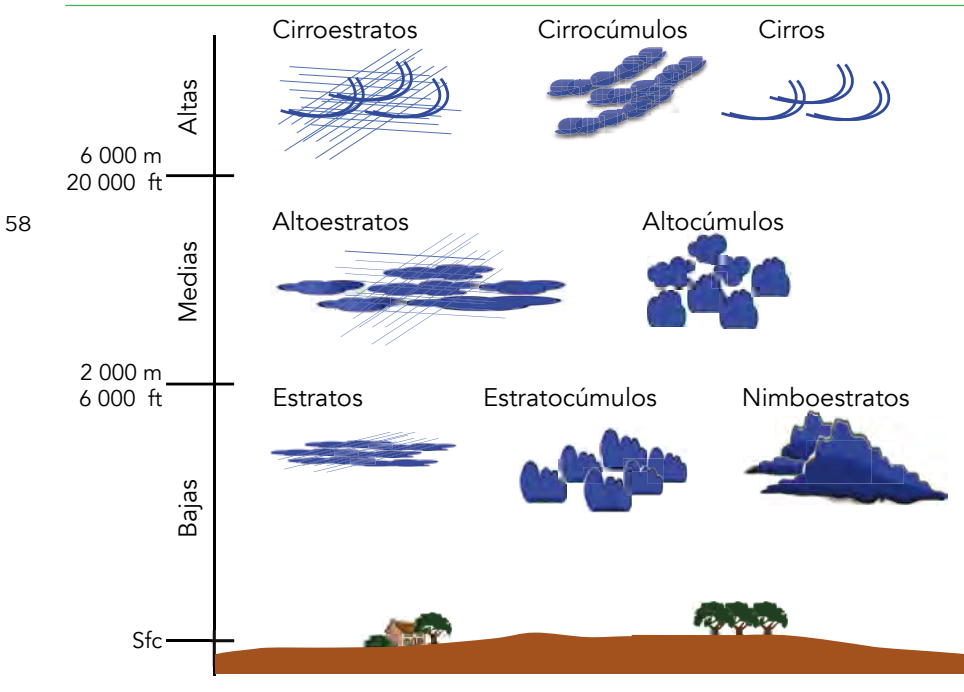 Cirroestratos Cirrocúmulos Cirros
Altas
6 000 m
20 000 ft
58
Altoestratos Altocúmulos
Medias
2 000 m
6 000 ft
Estratos Estratocúmulos Nimboestratos
Bajas
Sfc